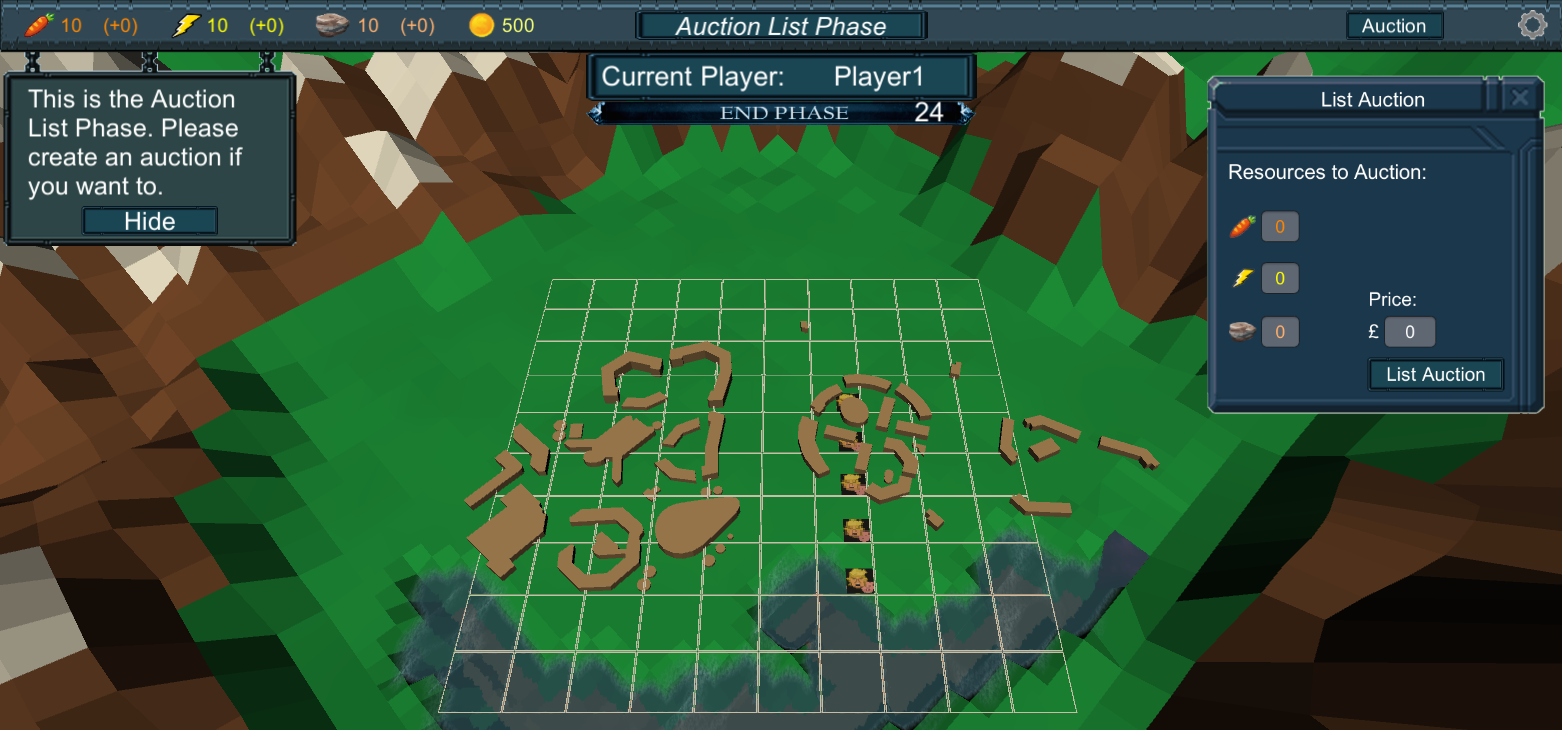 10 (+0) 10 (+0) 10 (+0) 500 Auction List Phase Auction
Current Player: Player1
END PHASE 24
This is the Auction
List Phase. Please
create an auction if
you want to.
Hide
List Auction
Resources to Auction:
0
0
Price:
0
£ 0
List Auction